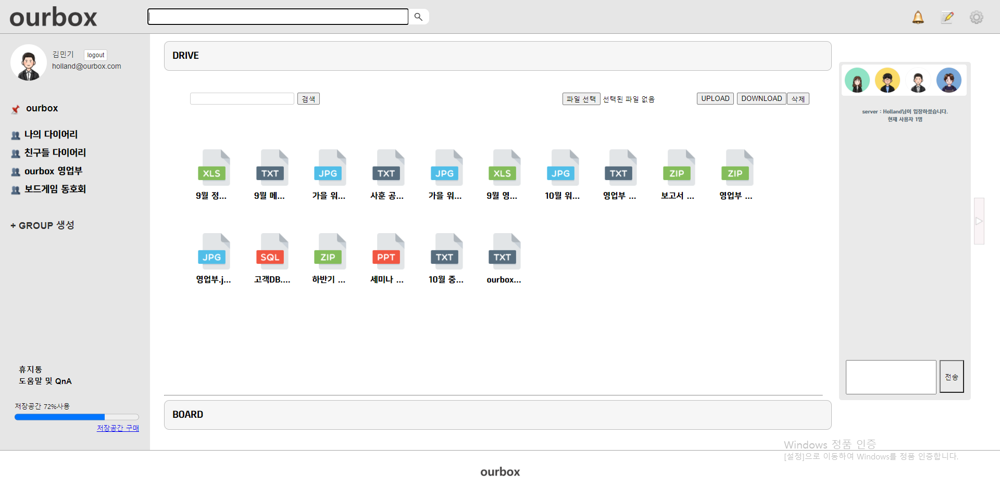 ourbox
김민기 logout
holland@ourbox.com
ourbox
나의 다이어리
친구들 다이어리
ourbox 영업부
보드게임 동호회
+ GROUP 생성
휴지통
도움말 및 QnA
저장공간 72%사용
저장공간 구매
DRIVE
검색 파일 선택 선택된 파일 없음 UPLOAD DOWNLOAD 삭제
XLS TXT JPG TXT JPG XLS JPG TXT ZIP ZIP
9월 정... 9월 메... 가을 워... 사훈 공... 가을 워... 9월 영... 10월 워... 영업부 ... 보고서 ... 영업부 ...
JPG SQL ZIP PPT TXT TXT
영업부.j... 고객DB.... 하반기 ... 세미나 ... 10월 중... ourbox...
BOARD
server : Holland님이 입장하셨습니다.
현재 사용자 1명
전송
Windows 정품 인증
[설정]으로 이동하여 Windows를 정품 인증합니다.
ourbox